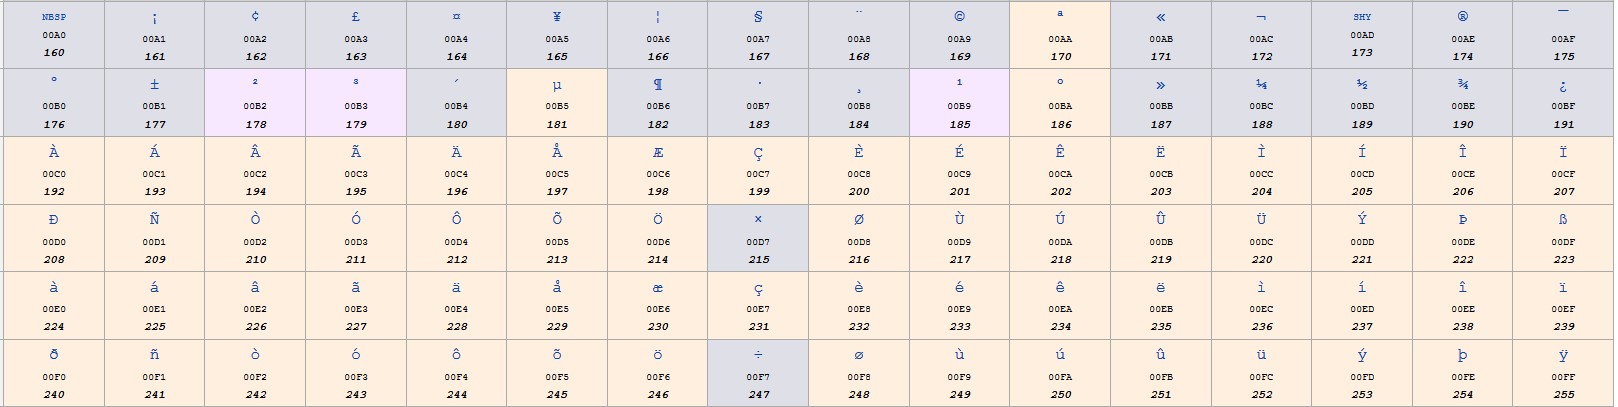 NBSP ¡ ¢ £ ¤ ¥ ¦ § ¨ © ª « ¬ SHY ® ¯
00A0 00A1 00A2 00A3 00A4 00A5 00A6 00A7 00A8 00A9 00AA 00AB 00AC 00AD 00AE 00AF
160 161 162 163 164 165 166 167 168 169 170 171 172 173 174 175
° ± ² ³ ´ µ ¶ · ¸ ¹ º » ¼ ½ ¾ ¿
00B0 00B1 00B2 00B3 00B4 00B5 00B6 00B7 00B8 00B9 00BA 00BB 00BC 00BD 00BE 00BF
176 177 178 179 180 181 182 183 184 185 186 187 188 189 190 191
À Á Â Ã Ä Å Æ Ç È É Ê Ë Ì Í Î Ï
00C0 00C1 00C2 00C3 00C4 00C5 00C6 00C7 00C8 00C9 00CA 00CB 00CC 00CD 00CE 00CF
192 193 194 195 196 197 198 199 200 201 202 203 204 205 206 207
Ð Ñ Ò Ó Ô Õ Ö × Ø Ù Ú Û Ü Ý Þ ß
00D0 00D1 00D2 00D3 00D4 00D5 00D6 00D7 00D8 00D9 00DA 00DB 00DC 00DD 00DE 00DF
208 209 210 211 212 213 214 215 216 217 218 219 220 221 222 223
à á â ã ä å æ ç è é ê ë ì í î ï
00E0 00E1 00E2 00E3 00E4 00E5 00E6 00E7 00E8 00E9 00EA 00EB 00EC 00ED 00EE 00EF
224 225 226 227 228 229 230 231 232 233 234 235 236 237 238 239
ð ñ ò ó ô õ ö ÷ ø ù ú û ü ý þ ÿ
00F0 00F1 00F2 00F3 00F4 00F5 00F6 00F7 00F8 00F9 00FA 00FB 00FC 00FD 00FE 00FF
240 241 242 243 244 245 246 247 248 249 250 251 252 253 254 255